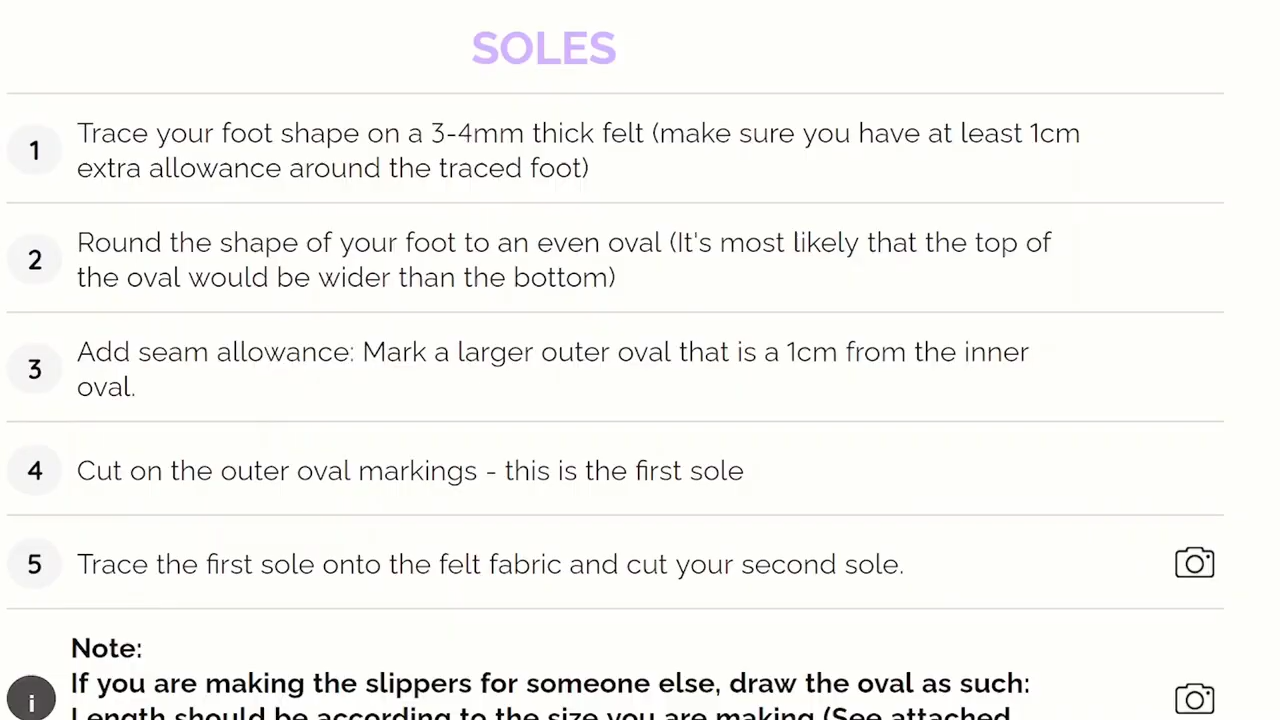 SOLES
1
Trace your foot shape on a 3-4mm thick felt (make sure you have at least 1cm
extra allowance around the traced foot)
2
Round the shape of your foot to an even oval (It's most likely that the top of
the oval would be wider than the bottom)
3
Add seam allowance: Mark a larger outer oval that is a 1cm from the inner
oval.
4
Cut on the outer oval markings - this is the first sole
5
Trace the first sole onto the felt fabric and cut your second sole.
i
Note:
If you are making the slippers for someone else, draw the oval as such:
Length should be according to the size you are making (See attached